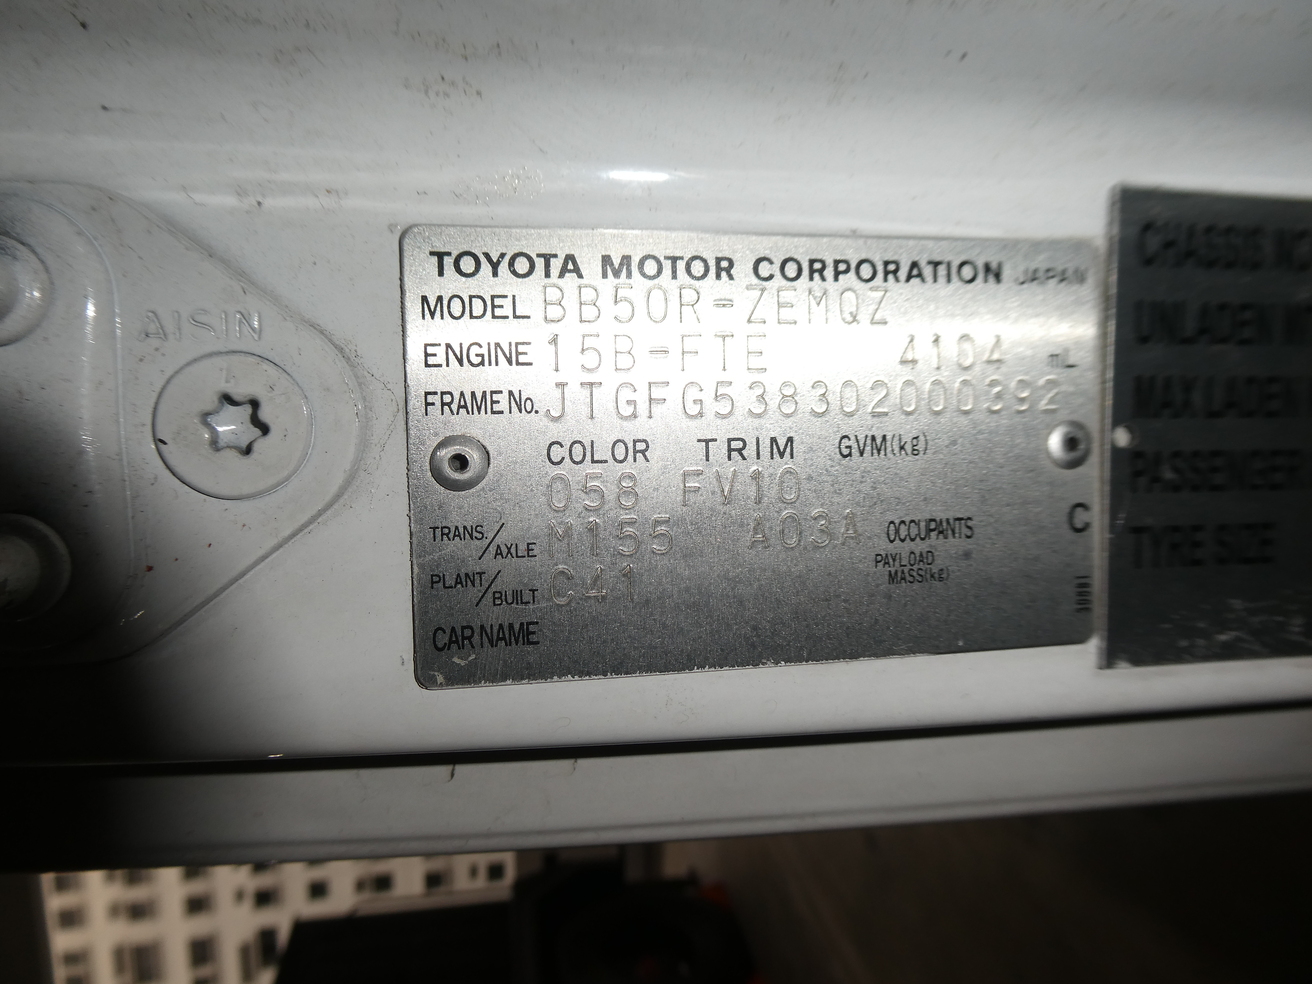 AISIN
TOYOTA MOTOR CORPORATION JAPAN
MODEL BB50R-ZEMQZ
ENGINE 15B-FTE 4104 mL
FRAME No. JTGFG538302000392
COLOR TRIM GVM(kg)
058 FV10
TRANS./AXLE M155 A03A OCCUPANTS C
PAYLOAD
MASS(kg)
PLANT/BUILT C41
CAR NAME
CHASSIS NO
UNLADEN
MAX LADEN
PASSENGER
TYRE SIZE